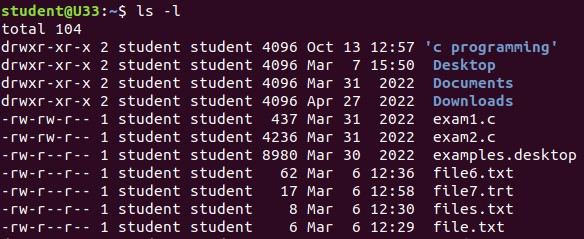 student@U33:~$ ls -l
total 104
drwxr-xr-x 2 student student 4096 Oct 13 12:57 'c programming'
drwxr-xr-x 2 student student 4096 Mar  7 15:50 Desktop
drwxr-xr-x 2 student student 4096 Mar 31  2022 Documents
drwxr-xr-x 2 student student 4096 Apr 27  2022 Downloads
-rw-rw-r-- 1 student student  437 Mar 31  2022 exam1.c
-rw-rw-r-- 1 student student 4236 Mar 31  2022 exam2.c
-rw-r--r-- 1 student student 8980 Mar 30  2022 examples.desktop
-rw-r--r-- 1 student student   62 Mar  6 12:36 file6.txt
-rw-r--r-- 1 student student   17 Mar  6 12:58 file7.trt
-rw-r--r-- 1 student student    8 Mar  6 12:30 files.txt
-rw-r--r-- 1 student student    6 Mar  6 12:29 file.txt